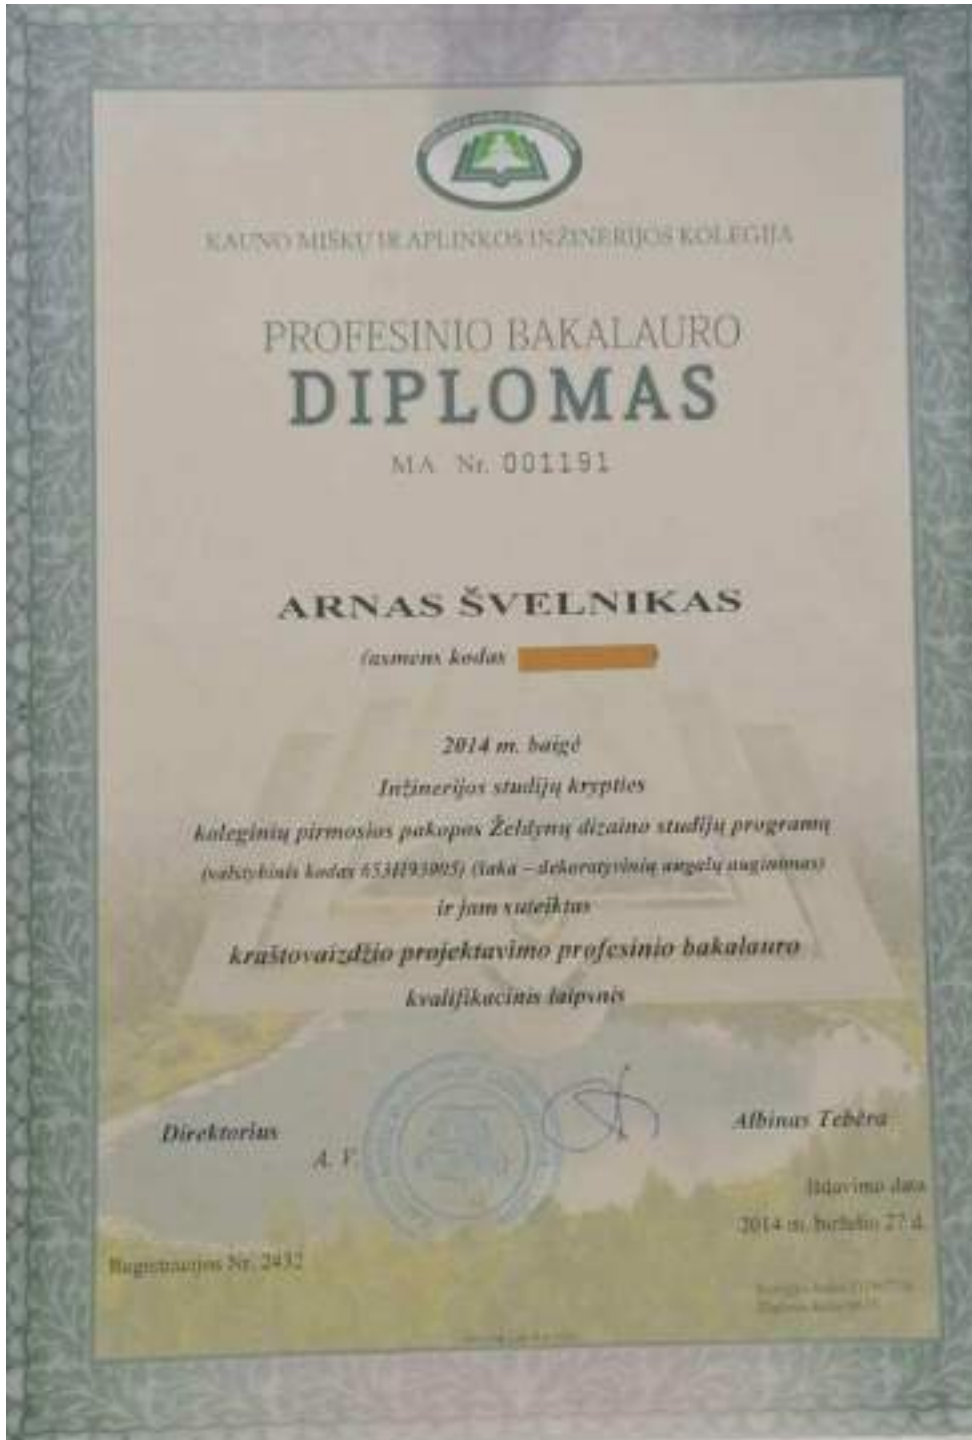 KAUNO MIŠKŲ IR APLINKOS INŽINERIJOS KOLEGIJA
PROFESINIO BAKALAURO
DIPLOMAS
MA Nr. 001191
ARNAS ŠVELNIKAS
(asmens kodas
2014 m. baigė
Inžinerijos studijų krypties
koleginių pirmosios pakopos Želdynų dizaino studijų programą
(valstybinis kodas 653H93005) (šaka – dekoratyvinių augalų auginimas)
ir jam suteiktas
kraštovaizdžio projektavimo profesinio bakalauro
kvalifikacinis laipsnis
Direktorius
A. V.
Albinas Tebėra
Išdavimo data
2014 m. birželio 27 d.
Registracijos Nr. 2432